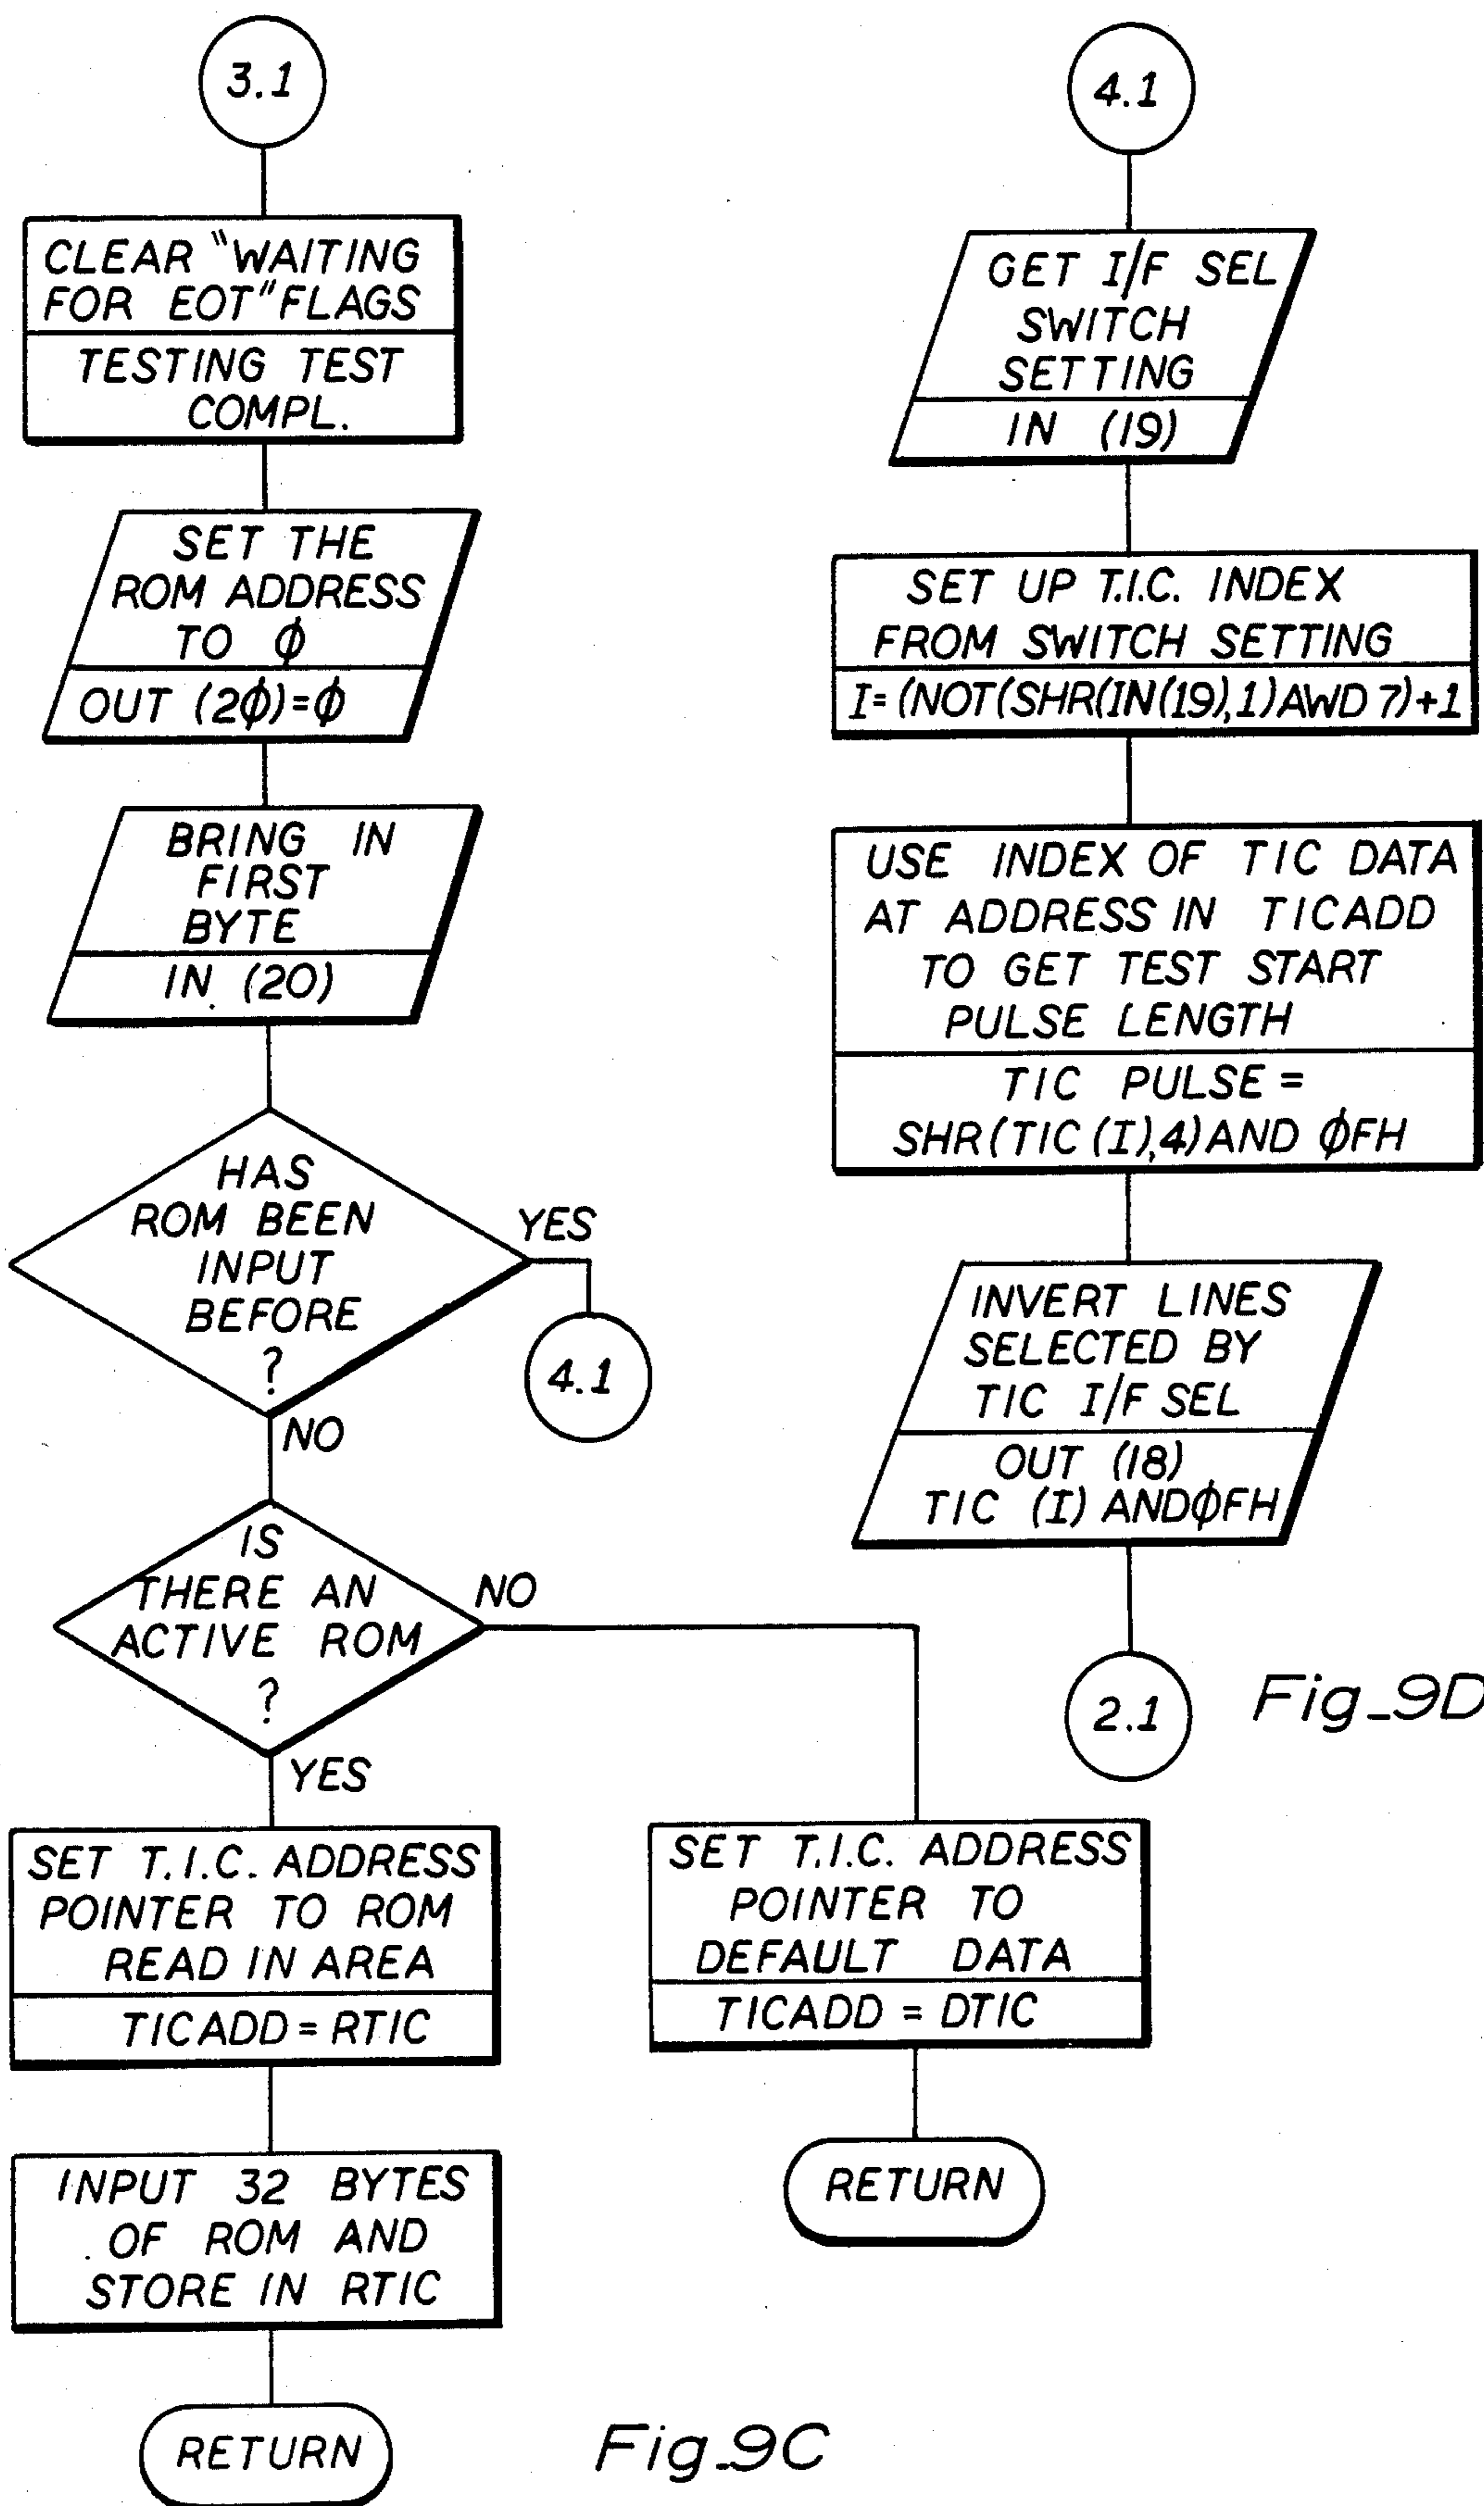 3.1
CLEAR "WAITING
FOR EOT" FLAGS
TESTING TEST
COMPL.
SET THE
ROM ADDRESS
TO ϕ
OUT (2ϕ)=ϕ
BRING IN
FIRST
BYTE
IN (20)
HAS
ROM BEEN
INPUT
BEFORE
?
YES
4.1
NO
IS
THERE AN
ACTIVE ROM
?
NO
YES
SET T.I.C. ADDRESS
POINTER TO ROM
READ IN AREA
TICADD = RTIC
INPUT 32 BYTES
OF ROM AND
STORE IN RTIC
RETURN
SET T.I.C. ADDRESS
POINTER TO
DEFAULT DATA
TICADD = DTIC
RETURN
Fig_9C
4.1
GET I/F SEL
SWITCH
SETTING
IN (19)
SET UP T.I.C. INDEX
FROM SWITCH SETTING
I=(NOT(SHR(IN(19),1)AWD 7)+1
USE INDEX OF TIC DATA
AT ADDRESS IN TICADD
TO GET TEST START
PULSE LENGTH
TIC PULSE =
SHR(TIC (I),4) AND ϕFH
INVERT LINES
SELECTED BY
TIC I/F SEL
OUT (18)
TIC (I) AND ϕFH
2.1
Fig_9D